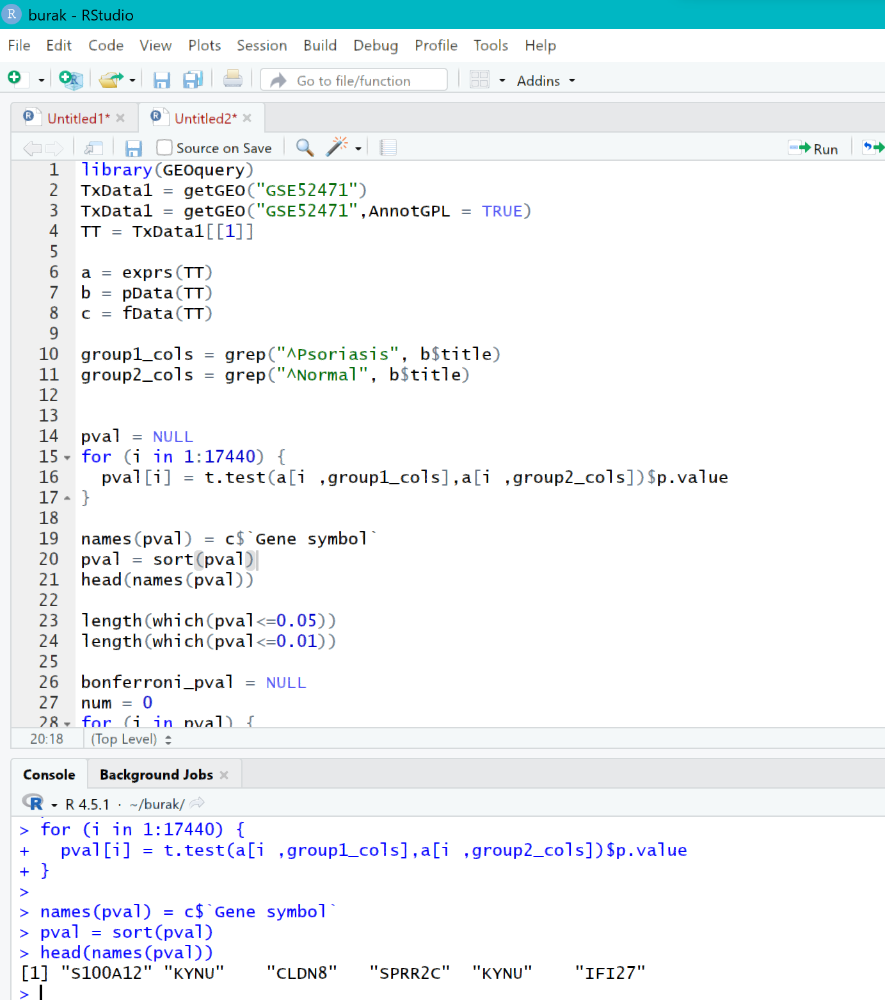 burak - RStudio
File Edit Code View Plots Session Build Debug Profile Tools Help
Go to file/function Addins
Untitled1* Untitled2*
Source on Save Run
1 library(GEOquery)
2 TxData1 = getGEO("GSE52471")
3 TxData1 = getGEO("GSE52471",AnnotGPL = TRUE)
4 TT = TxData1[[1]]
5
6 a = exprs(TT)
7 b = pData(TT)
8 c = fData(TT)
9
10 group1_cols = grep("^Psoriasis", b$title)
11 group2_cols = grep("^Normal", b$title)
12
13
14 pval = NULL
15 for (i in 1:17440) {
16   pval[i] = t.test(a[i ,group1_cols],a[i ,group2_cols])$p.value
17 }
18
19 names(pval) = c$`Gene symbol`
20 pval = sort(pval)
21 head(names(pval))
22
23 length(which(pval<=0.05))
24 length(which(pval<=0.01))
25
26 bonferroni_pval = NULL
27 num = 0
28 for (i in pval) {
20:18 (Top Level)
Console Background Jobs
R 4.5.1 · ~/burak/
> for (i in 1:17440) {
+   pval[i] = t.test(a[i ,group1_cols],a[i ,group2_cols])$p.value
+ }
>
> names(pval) = c$`Gene symbol`
> pval = sort(pval)
> head(names(pval))
[1] "S100A12" "KYNU"    "CLDN8"   "SPRR2C"  "KYNU"    "IFI27"
>